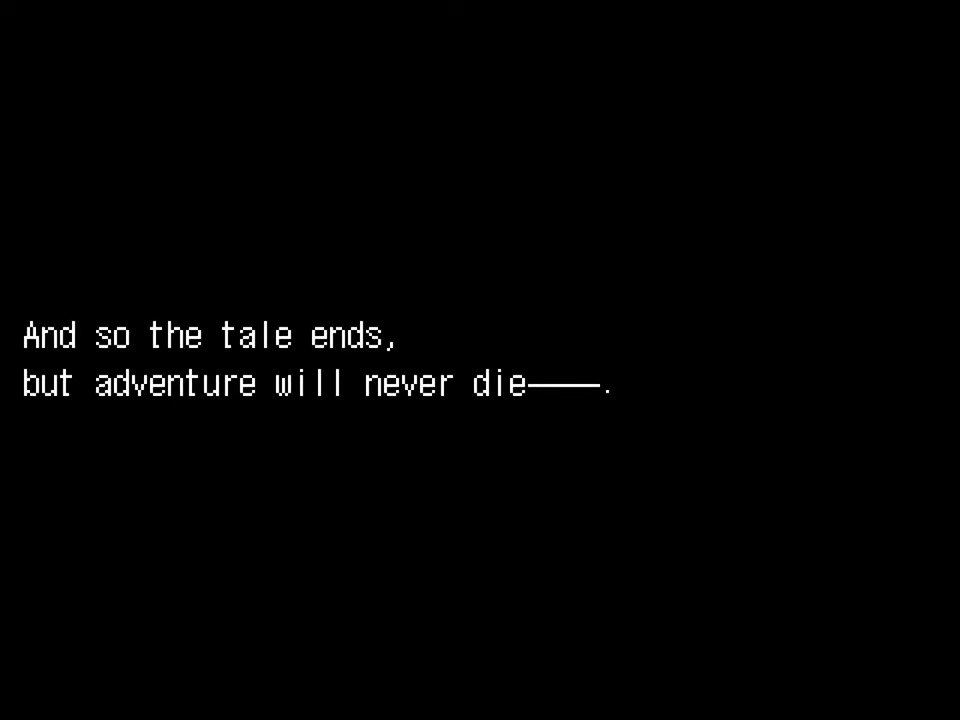 And so the tale ends,
but adventure will never die――――.